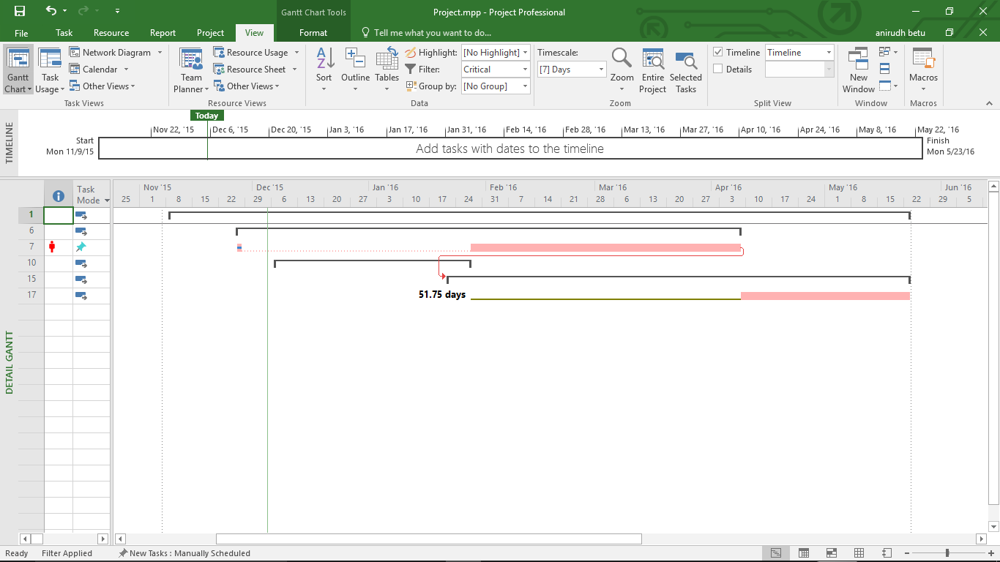 Gantt Chart Tools
Project.mpp - Project Professional
File Task Resource Report Project View Format Tell me what you want to do... anirudh betu
Gantt Chart
Task Usage
Network Diagram
Calendar
Other Views
Task Views
Team Planner
Resource Usage
Resource Sheet
Other Views
Resource Views
Sort
Outline
Tables
Highlight: [No Highlight]
Filter: Critical
Group by: [No Group]
Data
Timescale:
[7] Days
Zoom
Entire Project
Selected Tasks
Zoom
Timeline Timeline
Details
Split View
New Window
Window
Macros
Macros
TIMELINE
Today
Nov 22, '15 Dec 6, '15 Dec 20, '15 Jan 3, '16 Jan 17, '16 Jan 31, '16 Feb 14, '16 Feb 28, '16 Mar 13, '16 Mar 27, '16 Apr 10, '16 Apr 24, '16 May 8, '16 May 22, '16
Start
Mon 11/9/15
Add tasks with dates to the timeline
Finish
Mon 5/23/16
DETAIL GANTT
Task Mode
Nov '15 Dec '15 Jan '16 Feb '16 Mar '16 Apr '16 May '16 Jun '16
25 1 8 15 22 29 6 13 20 27 3 10 17 24 31 7 14 21 28 6 13 20 27 3 10 17 24 1 8 15 22 29 5
1
6
7
10
15
17
51.75 days
Ready Filter Applied New Tasks : Manually Scheduled